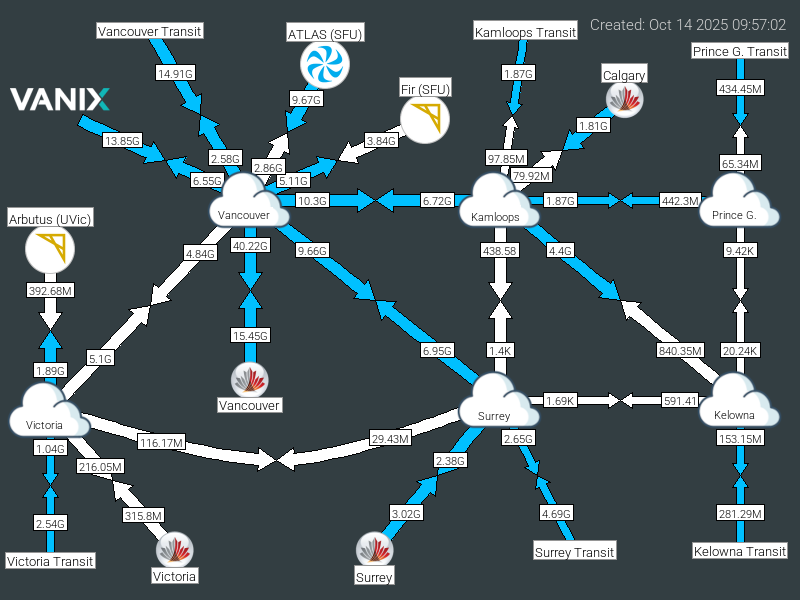 Created: Oct 14 2025 09:57:02
Vancouver Transit
ATLAS (SFU)
Kamloops Transit
Prince G. Transit
14.91G
9.67G
1.87G
Calgary
434.45M
VANIX
Fir (SFU)
13.85G
3.84G
1.81G
2.58G
2.86G
97.85M
65.34M
6.55G
5.11G
79.92M
10.3G
6.72G
1.87G
442.3M
Vancouver
Kamloops
Prince G.
Arbutus (UVic)
4.84G
40.22G
9.66G
438.58
4.4G
9.42K
392.68M
15.45G
5.1G
6.95G
1.4K
840.35M
20.24K
1.89G
Vancouver
1.69K
591.41
Victoria
Surrey
Kelowna
116.17M
29.43M
1.04G
2.65G
153.15M
216.05M
2.38G
315.8M
3.02G
4.69G
281.29M
2.54G
Victoria Transit
Victoria
Surrey
Surrey Transit
Kelowna Transit